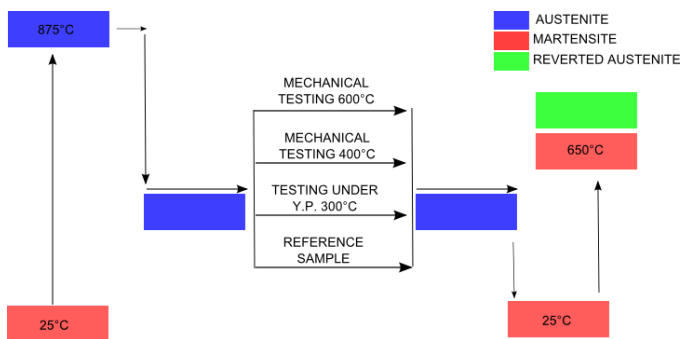 875°C
AUSTENITE
MARTENSITE
REVERTED AUSTENITE
MECHANICAL
TESTING 600°C
MECHANICAL
TESTING 400°C
650°C
TESTING UNDER
Y.P. 300°C
REFERENCE
SAMPLE
25°C
25°C